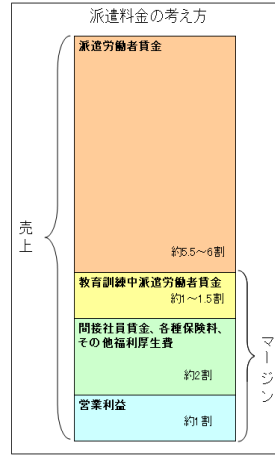 派遣料金の考え方
派遣労働者賃金
約5.5～6割
売上
教育訓練中派遣労働者賃金
約1～1.5割
間接社員賃金、各種保険料、
その他福利厚生費
約2割
マージン
営業利益
約1割